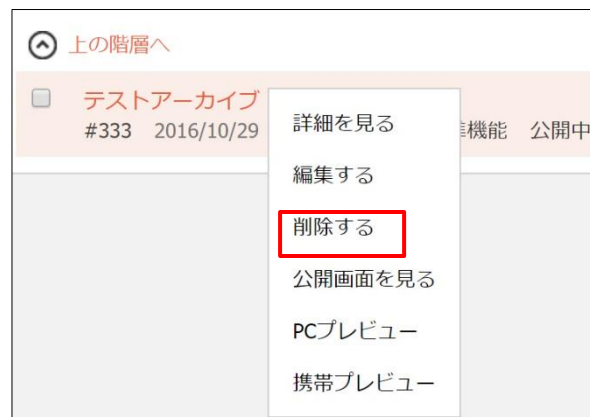 上の階層へ
テストアーカイブ
#333 2016/10/29 機能 公開中
詳細を見る
編集する
削除する
公開画面を見る
PCプレビュー
携帯プレビュー